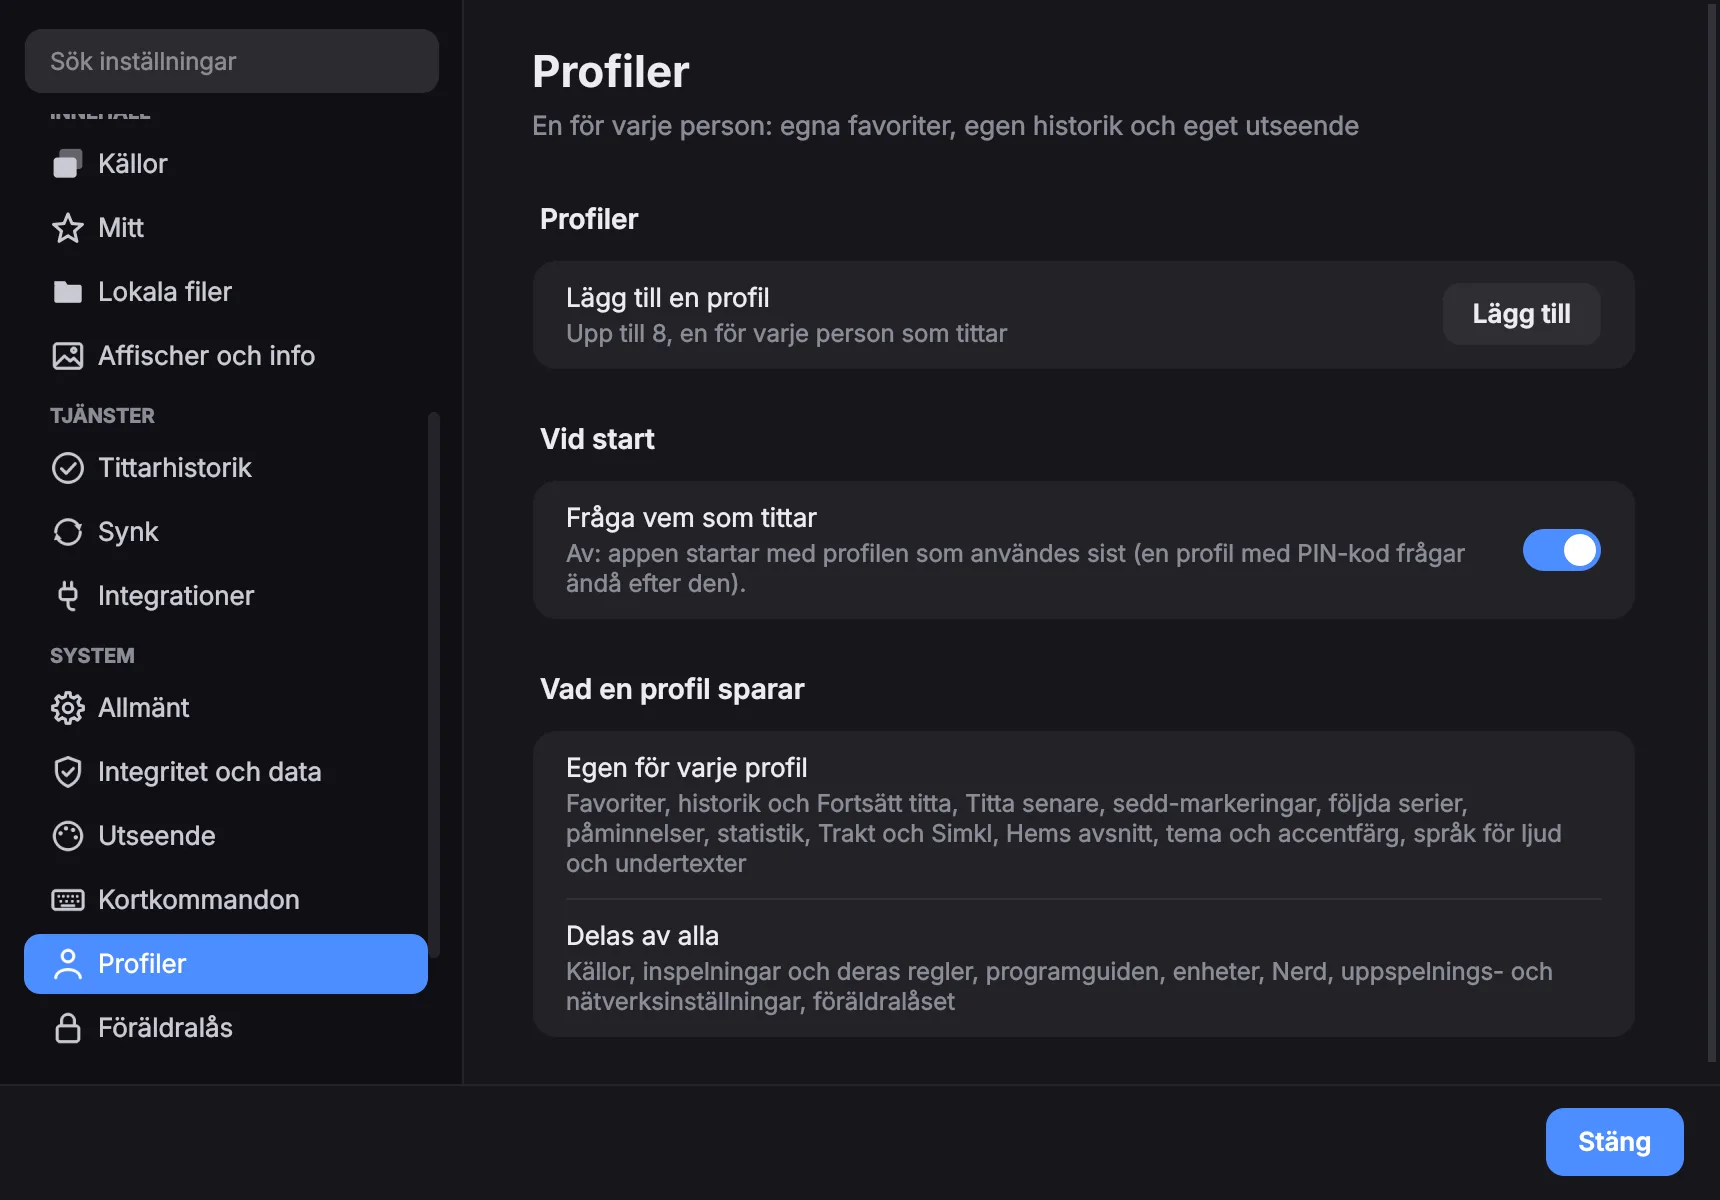 Sök inställningar
INNEHÅLL
Källor
Mitt
Lokala filer
Affischer och info
TJÄNSTER
Tittarhistorik
Synk
Integrationer
SYSTEM
Allmänt
Integritet och data
Utseende
Kortkommandon
Profiler
Föräldralås
Profiler
En för varje person: egna favoriter, egen historik och eget utseende
Profiler
Lägg till en profil
Upp till 8, en för varje person som tittar
Lägg till
Vid start
Fråga vem som tittar
Av: appen startar med profilen som användes sist (en profil med PIN-kod frågar
ändå efter den).
Vad en profil sparar
Egen för varje profil
Favoriter, historik och Fortsätt titta, Titta senare, sedd-markeringar, följda serier,
påminnelser, statistik, Trakt och Simkl, Hems avsnitt, tema och accentfärg, språk för ljud
och undertexter
Delas av alla
Källor, inspelningar och deras regler, programguiden, enheter, Nerd, uppspelnings- och
nätverksinställningar, föräldralåset
Stäng